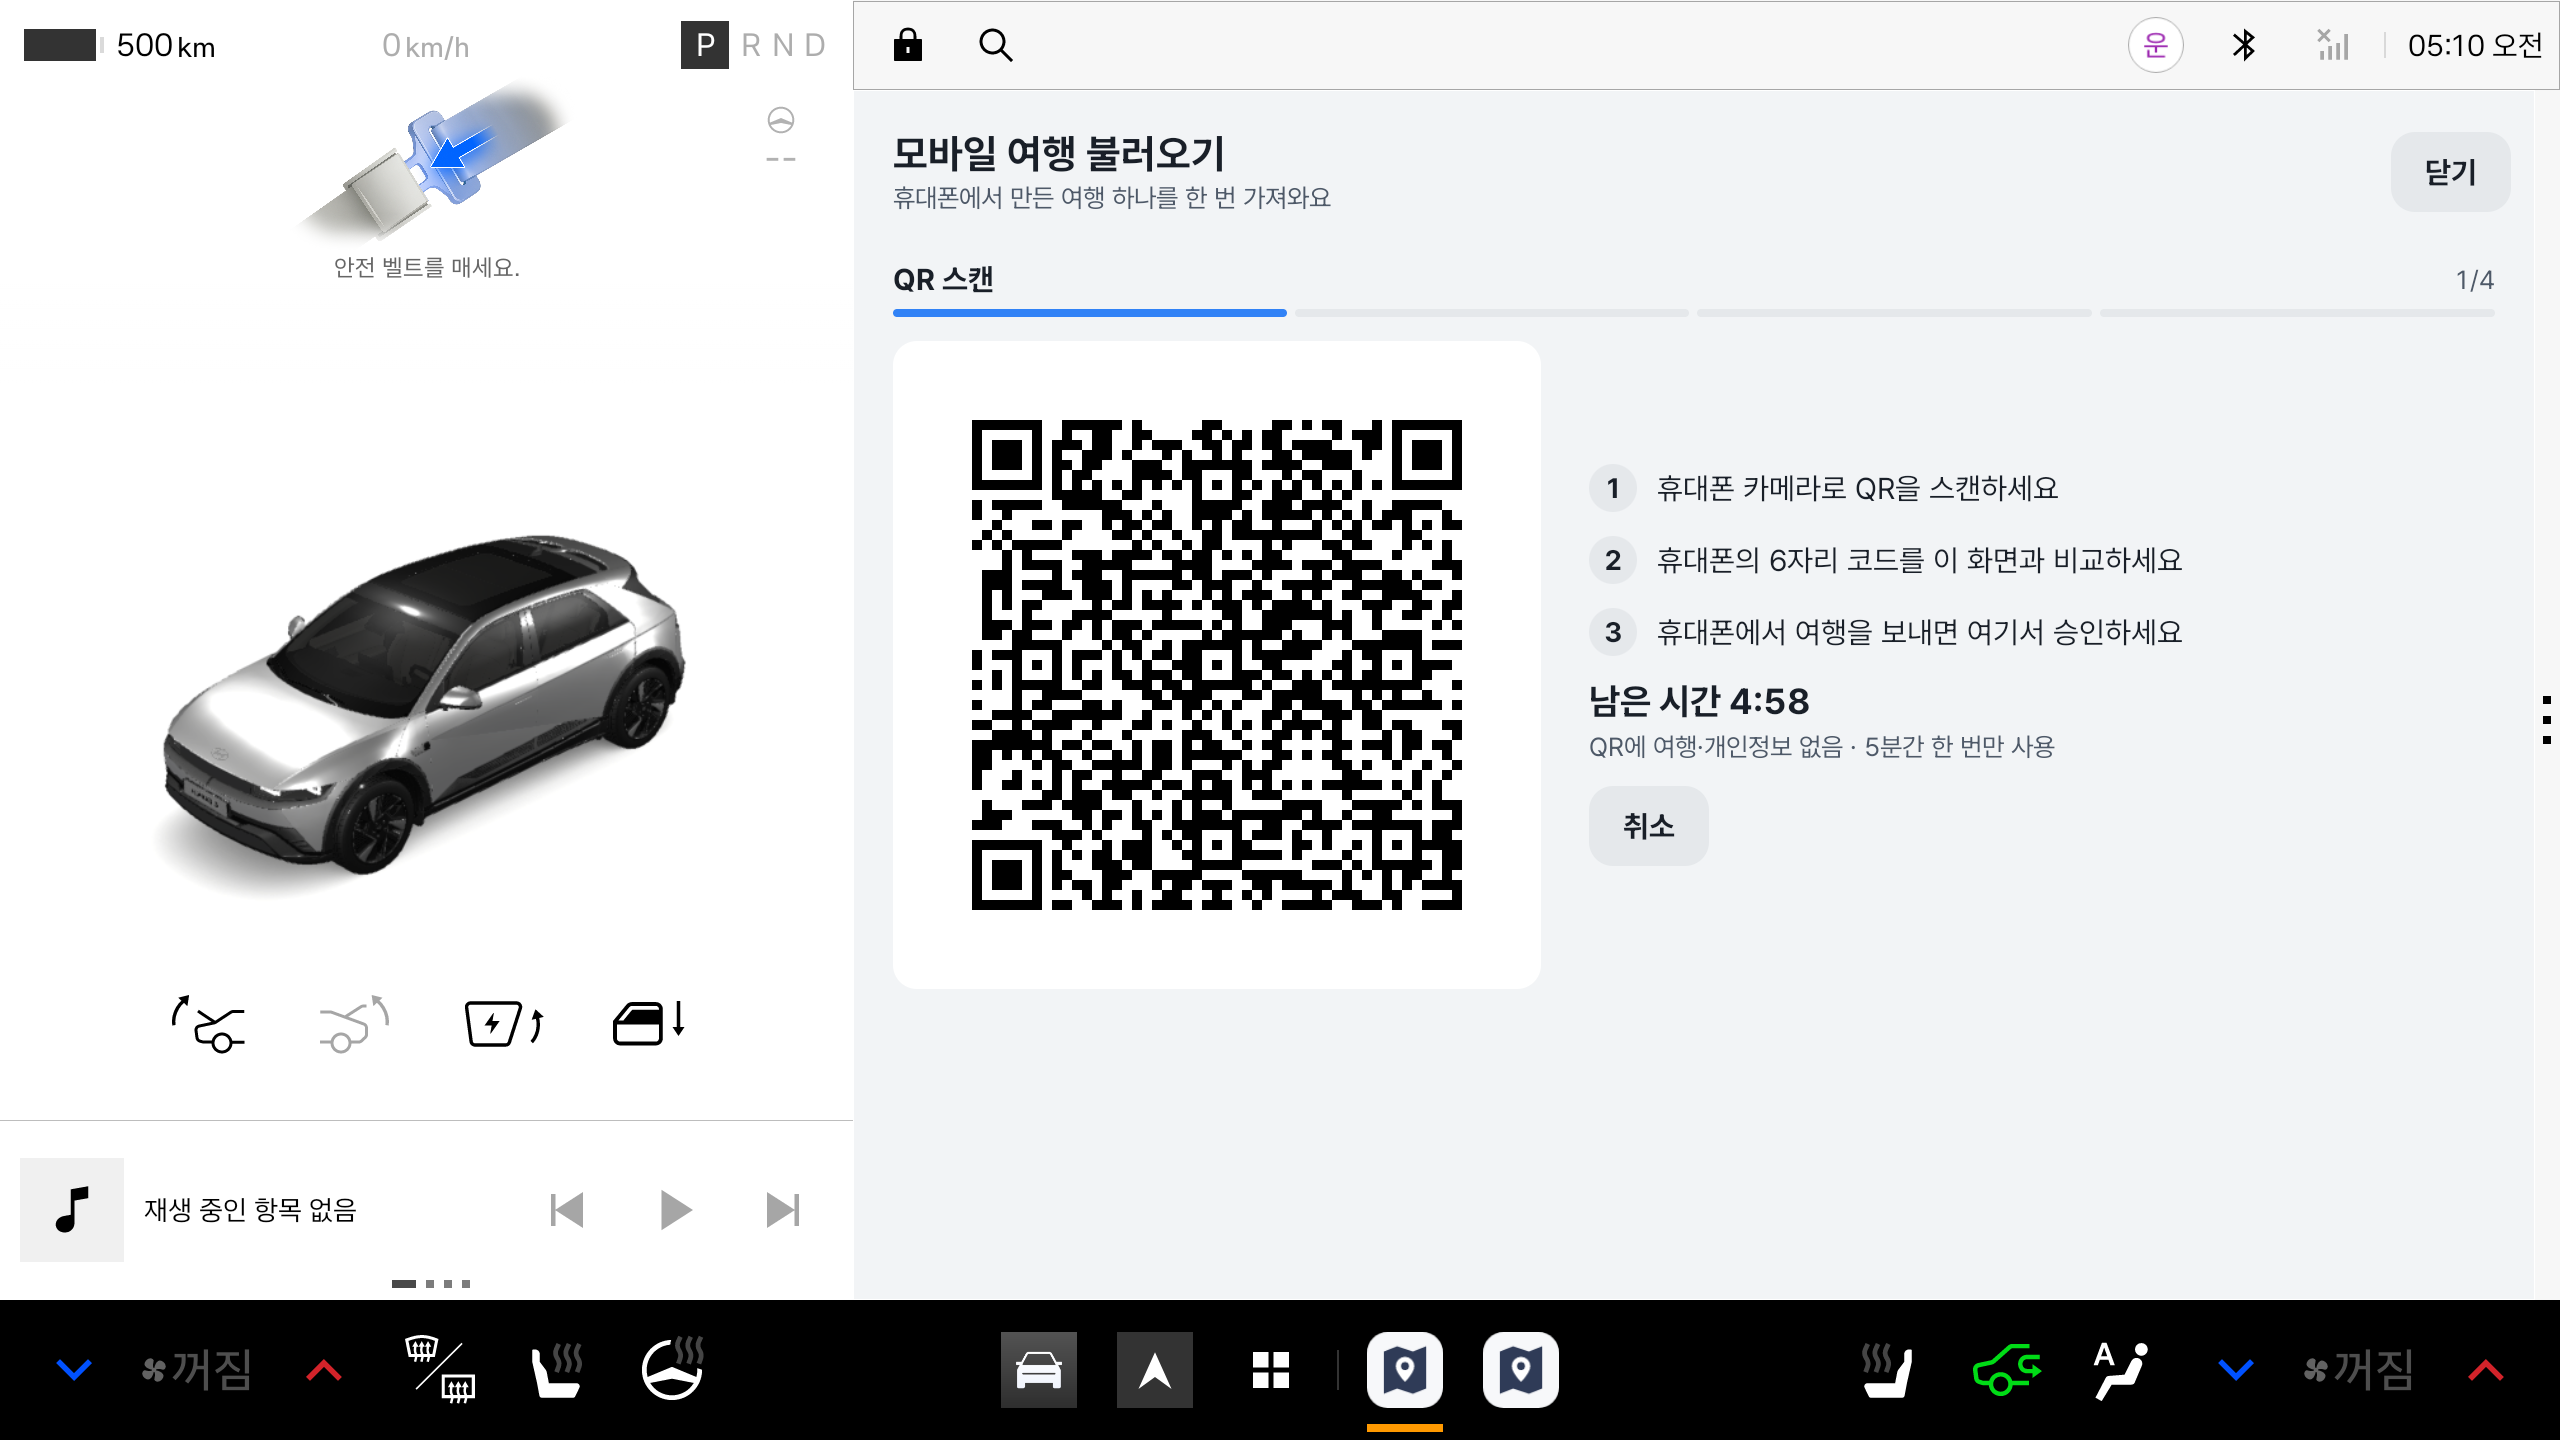 500 km
0 km/h
P R N D
05:10 오전
운
안전 벨트를 매세요.
--
모바일 여행 불러오기
휴대폰에서 만든 여행 하나를 한 번 가져와요
닫기
QR 스캔
1/4
1 휴대폰 카메라로 QR을 스캔하세요
2 휴대폰의 6자리 코드를 이 화면과 비교하세요
3 휴대폰에서 여행을 보내면 여기서 승인하세요
남은 시간 4:58
QR에 여행·개인정보 없음 · 5분간 한 번만 사용
취소
재생 중인 항목 없음
꺼짐
A
꺼짐